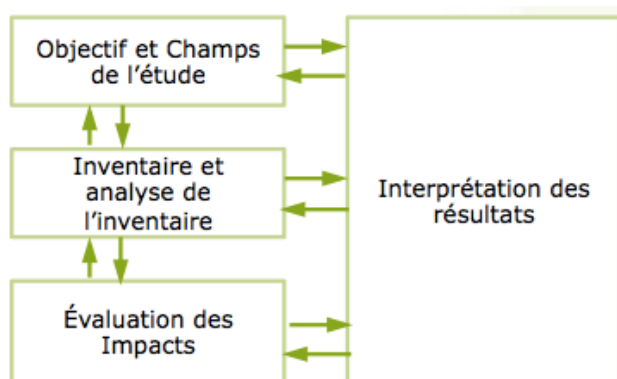 Objectif et Champs
de l’étude
Inventaire et
analyse de
l’inventaire
Interprétation des
résultats
Évaluation des
Impacts